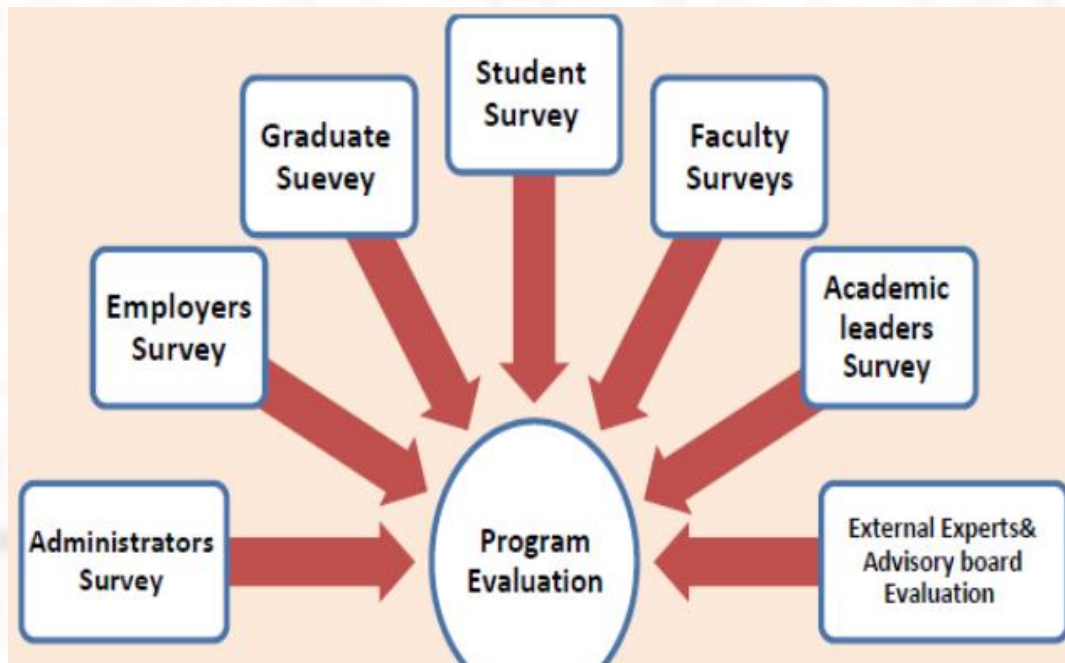 Student
Survey
Graduate
Suevey
Faculty
Surveys
Employers
Survey
Academic
leaders
Survey
Administrators
Survey
Program
Evaluation
External Experts&
Advisory board
Evaluation